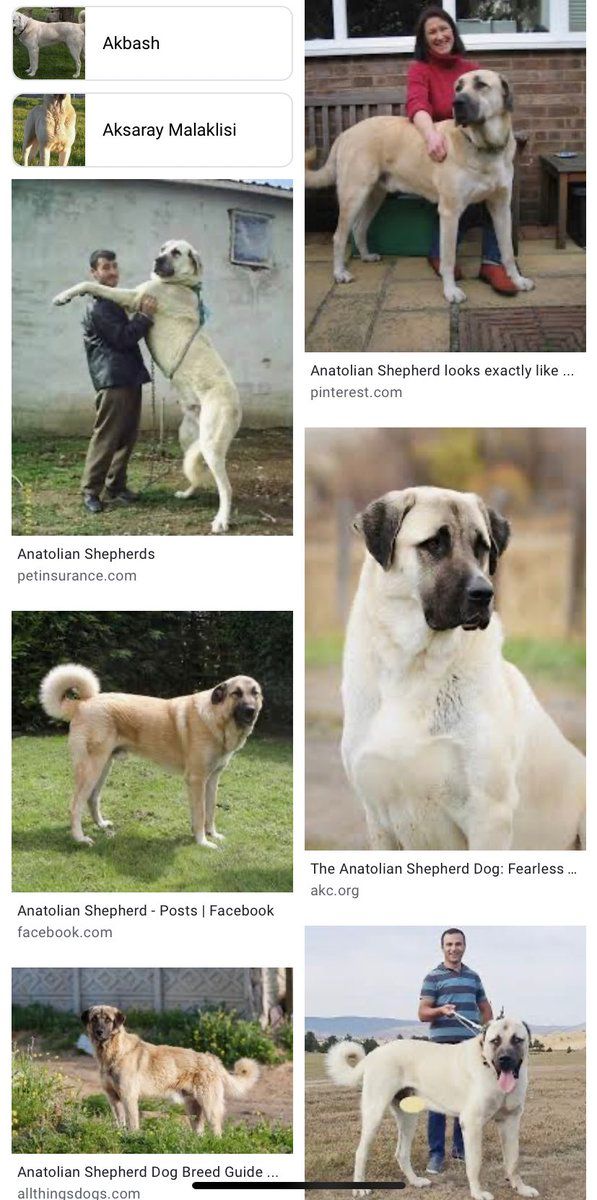 Akbash
Aksaray Malaklisi
Anatolian Shepherds
petinsurance.com
Anatolian Shepherd - Posts | Facebook
facebook.com
Anatolian Shepherd Dog Breed Guide ...
allthingsdogs.com
Anatolian Shepherd looks exactly like ...
pinterest.com
The Anatolian Shepherd Dog: Fearless ...
akc.org